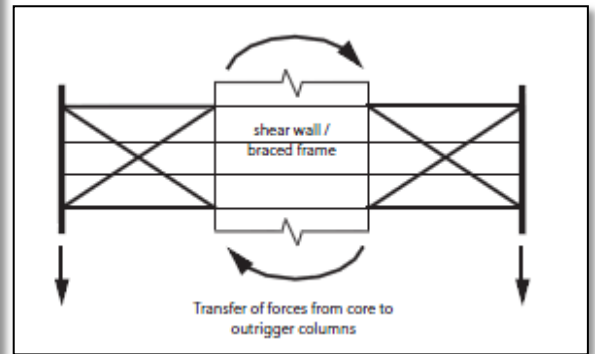 shear wall /
braced frame
Transfer of forces from core to
outrigger columns